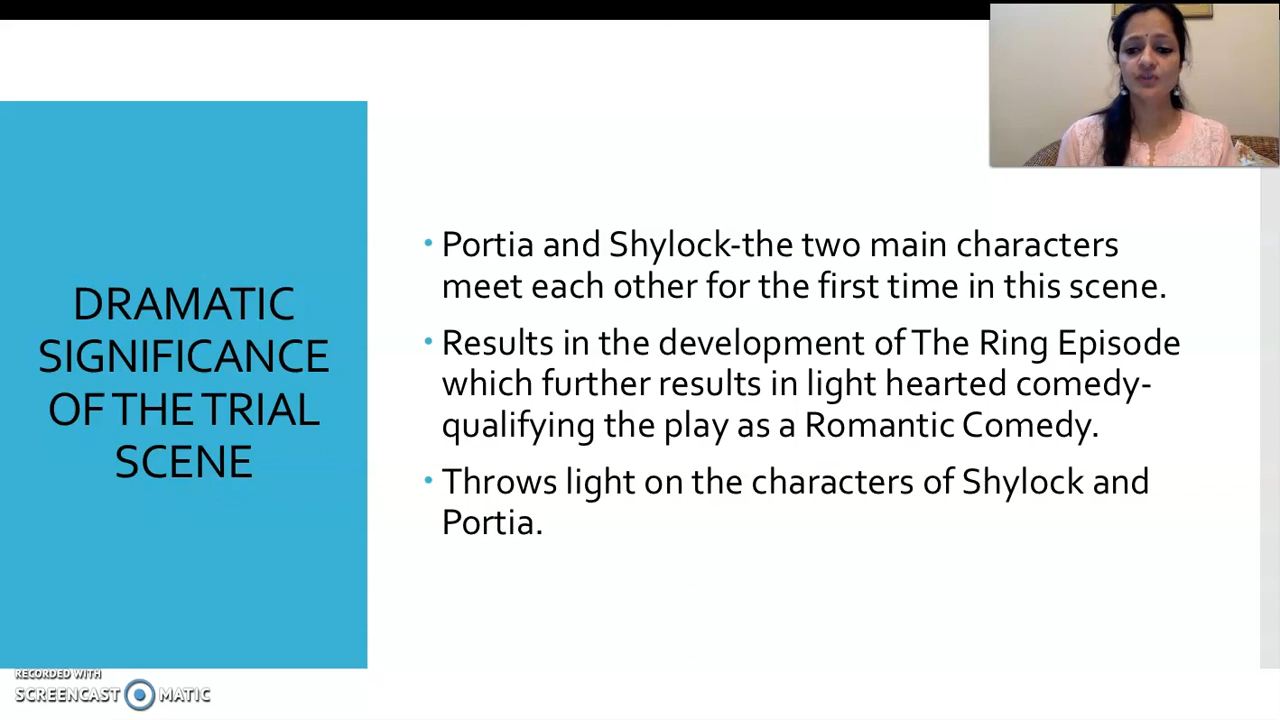 DRAMATIC
SIGNIFICANCE
OF THE TRIAL
SCENE
• Portia and Shylock-the two main characters
meet each other for the first time in this scene.
• Results in the development of The Ring Episode
which further results in light hearted comedy-
qualifying the play as a Romantic Comedy.
• Throws light on the characters of Shylock and
Portia.
RECORDED WITH
SCREENCAST MATIC